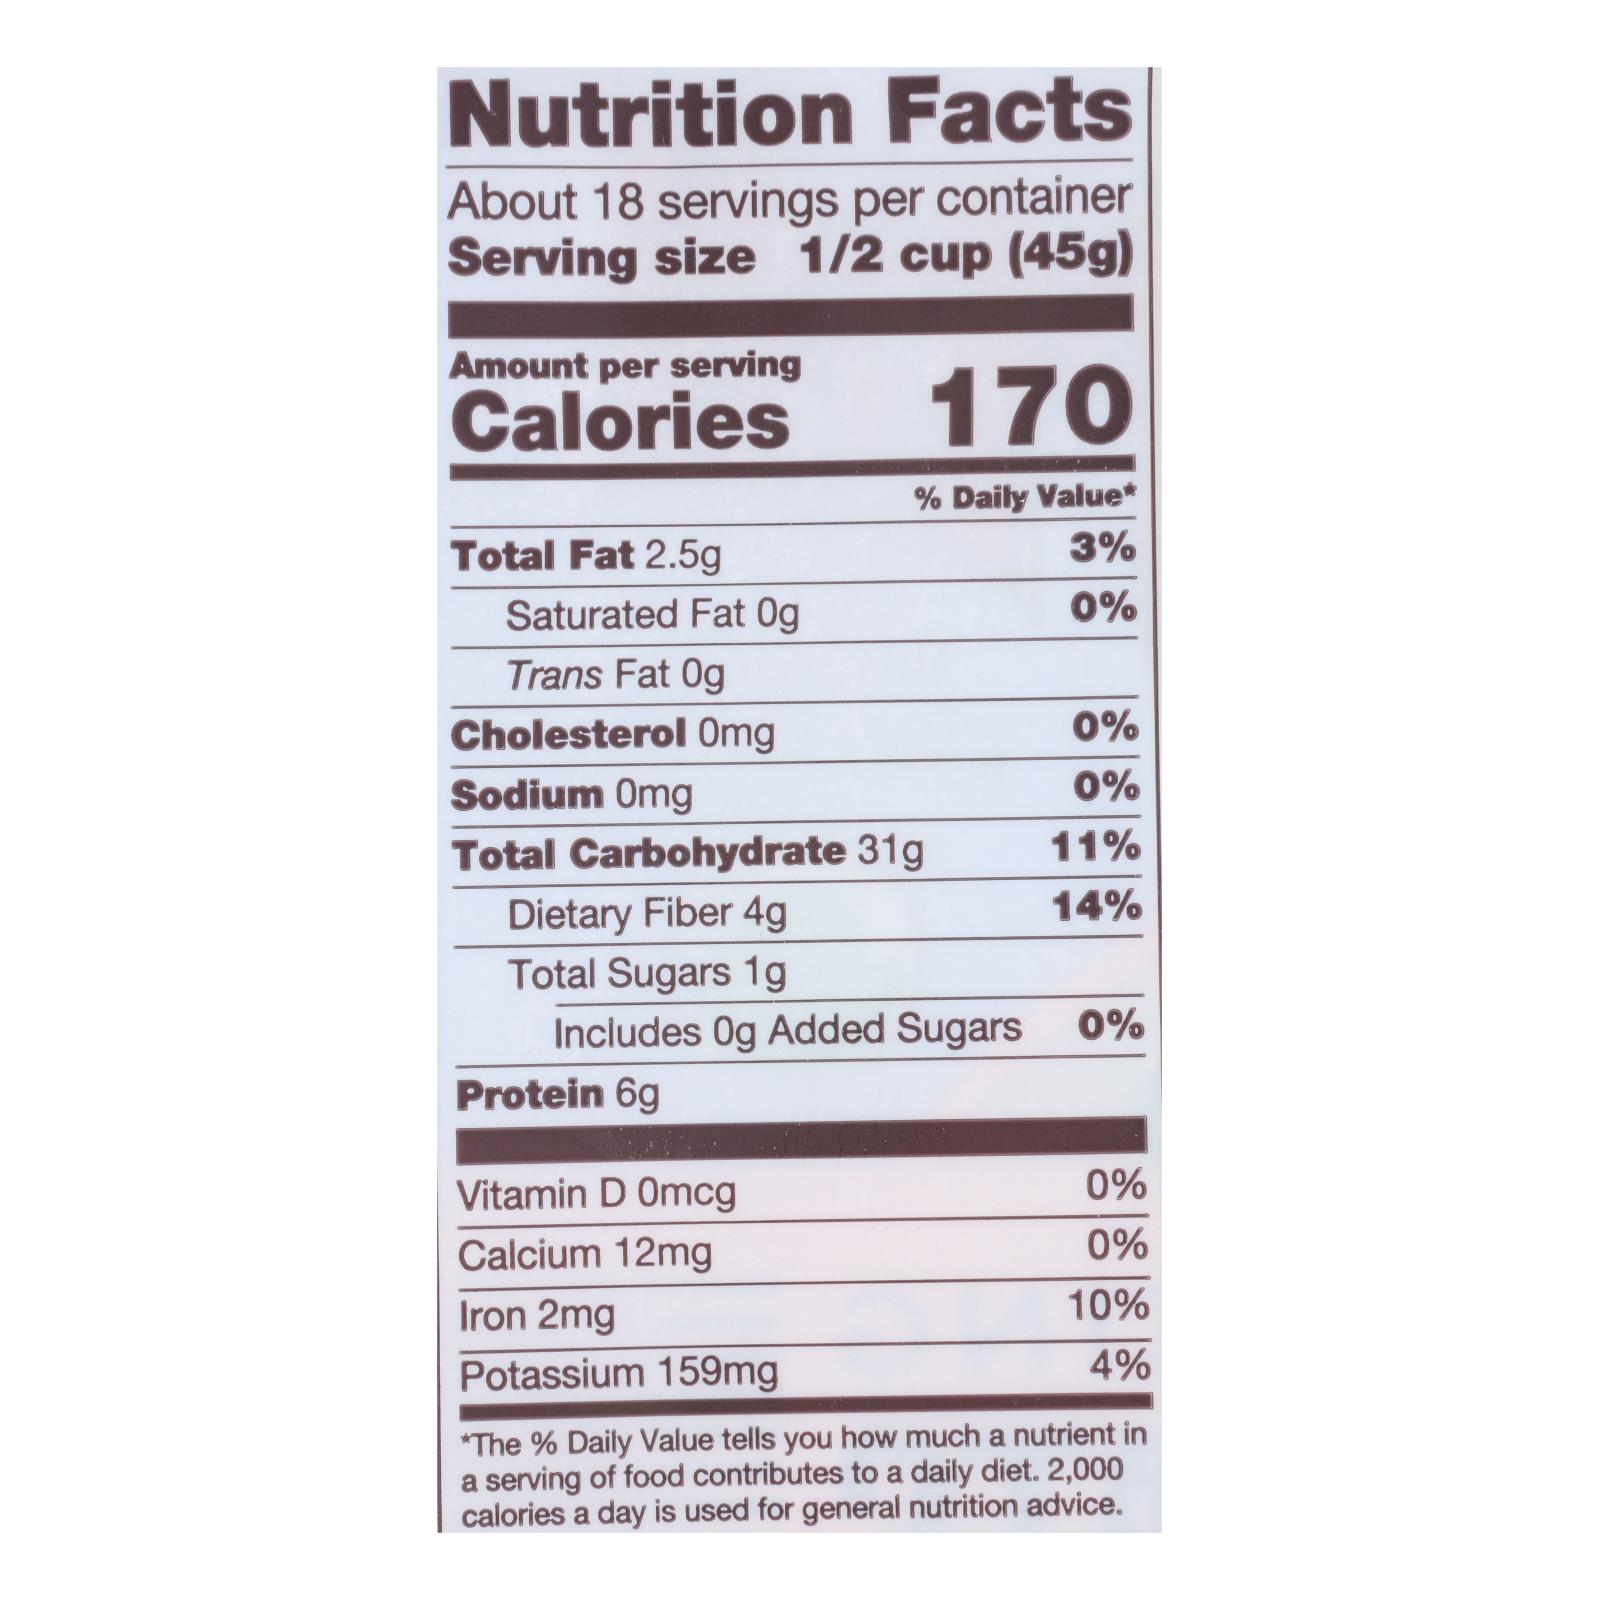 Nutrition Facts
About 18 servings per container
Serving size 1/2 cup (45g)
Amount per serving
Calories 170
% Daily Value*
Total Fat 2.5g 3%
Saturated Fat 0g 0%
Trans Fat 0g
Cholesterol 0mg 0%
Sodium 0mg 0%
Total Carbohydrate 31g 11%
Dietary Fiber 4g 14%
Total Sugars 1g
Includes 0g Added Sugars 0%
Protein 6g
Vitamin D 0mcg 0%
Calcium 12mg 0%
Iron 2mg 10%
Potassium 159mg 4%
*The % Daily Value tells you how much a nutrient in
a serving of food contributes to a daily diet. 2,000
calories a day is used for general nutrition advice.